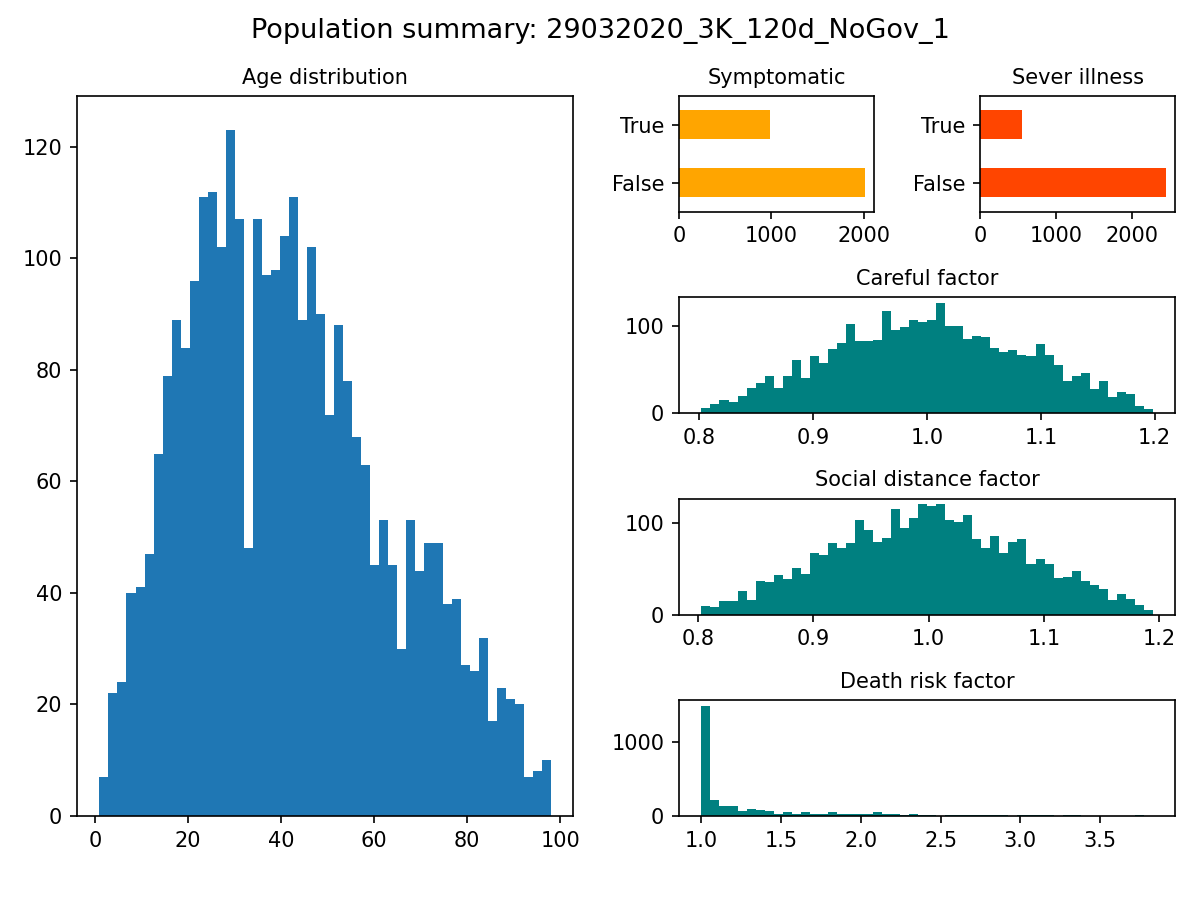 Population summary: 29032020_3K_120d_NoGov_1
Age distribution
120
100
80
60
40
20
0
0 20 40 60 80 100
Symptomatic
True
False
0 1000 2000
Sever illness
True
False
0 1000 2000
Careful factor
100
0
0.8 0.9 1.0 1.1 1.2
Social distance factor
100
0
0.8 0.9 1.0 1.1 1.2
Death risk factor
1000
0
1.0 1.5 2.0 2.5 3.0 3.5